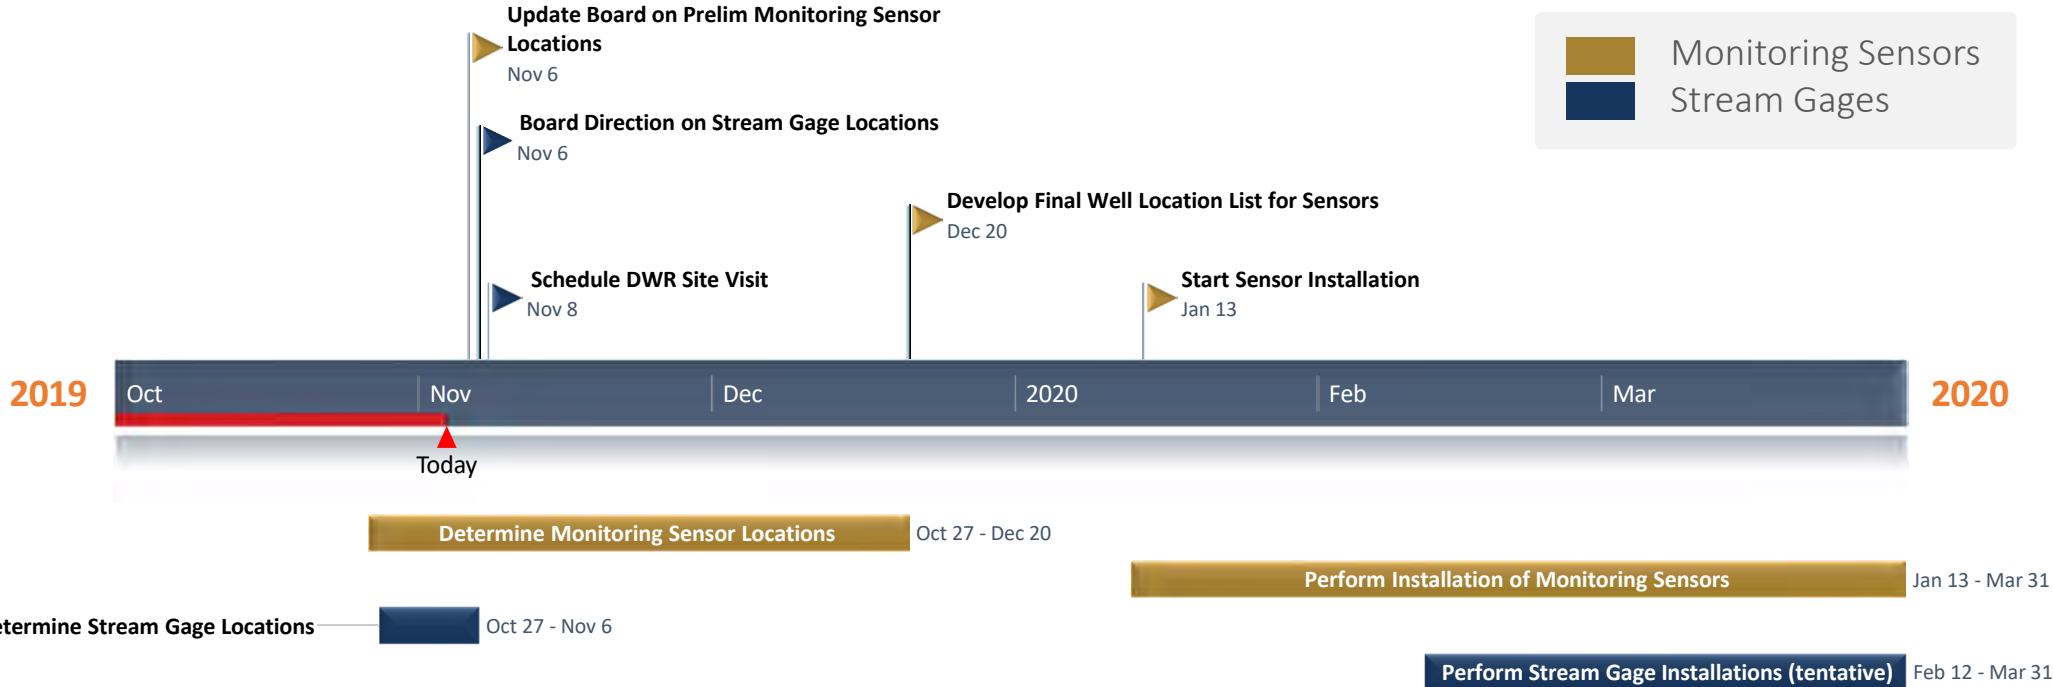 Update Board on Prelim Monitoring Sensor
Locations
Nov 6
Monitoring Sensors
Stream Gages
Board Direction on Stream Gage Locations
Nov 6
Develop Final Well Location List for Sensors
Dec 20
Schedule DWR Site Visit
Nov 8
Start Sensor Installation
Jan 13
2019
Oct
Nov
Dec
2020
Feb
Mar
2020
Today
Determine Monitoring Sensor Locations
Oct 27 - Dec 20
Perform Installation of Monitoring Sensors
Jan 13 - Mar 31
etermine Stream Gage Locations
Oct 27 - Nov 6
Perform Stream Gage Installations (tentative)
Feb 12 - Mar 31